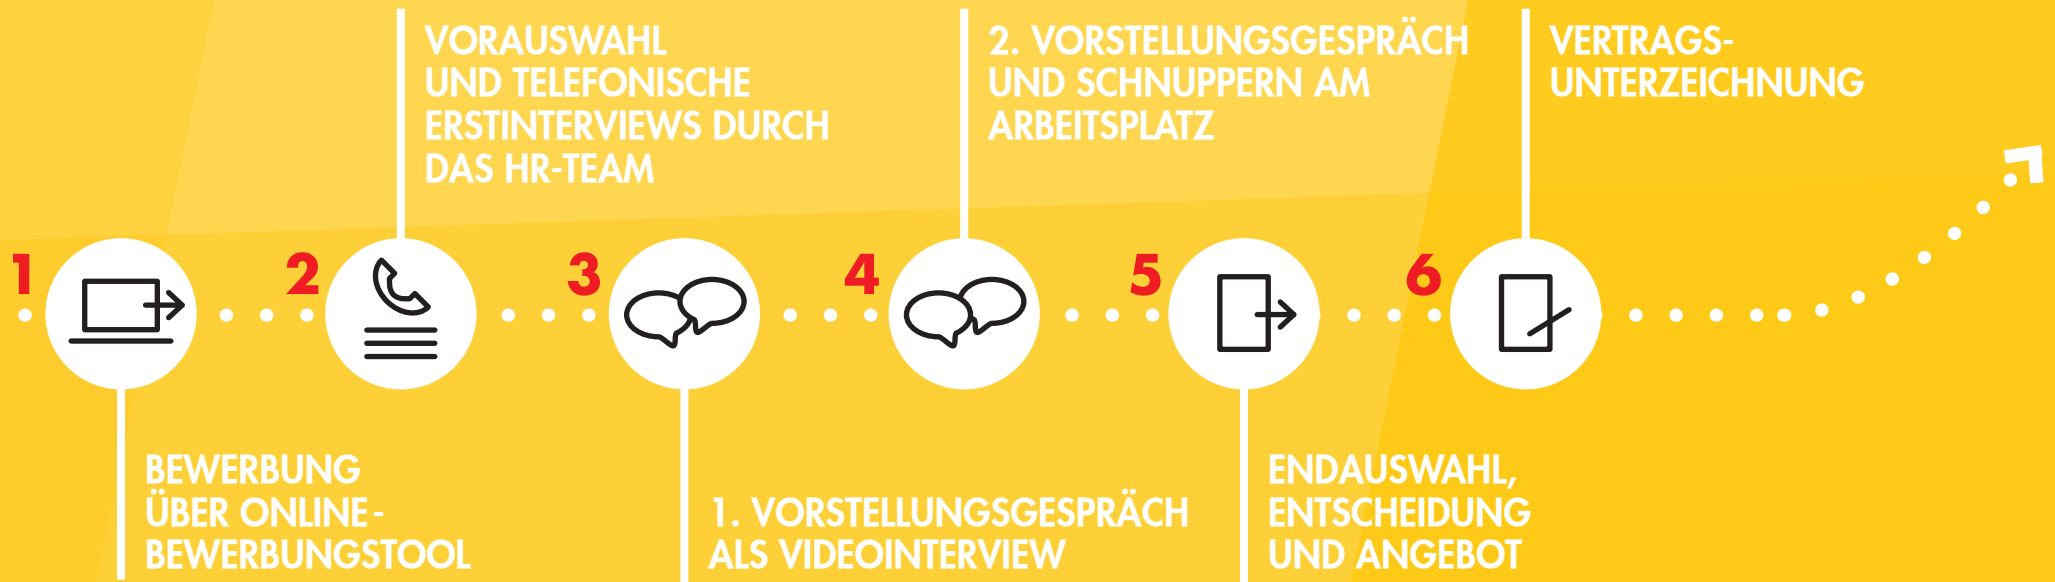 1
BEWERBUNG
ÜBER ONLINE-
BEWERBUNGSTOOL
2
VORAUSWAHL
UND TELEFONISCHE
ERSTINTERVIEWS DURCH
DAS HR-TEAM
3
1. VORSTELLUNGSGESPRÄCH
ALS VIDEOINTERVIEW
4
2. VORSTELLUNGSGESPRÄCH
UND SCHNUPPERN AM
ARBEITSPLATZ
5
ENDAUSWAHL,
ENTSCHEIDUNG
UND ANGEBOT
6
VERTRAGS-
UNTERZEICHNUNG